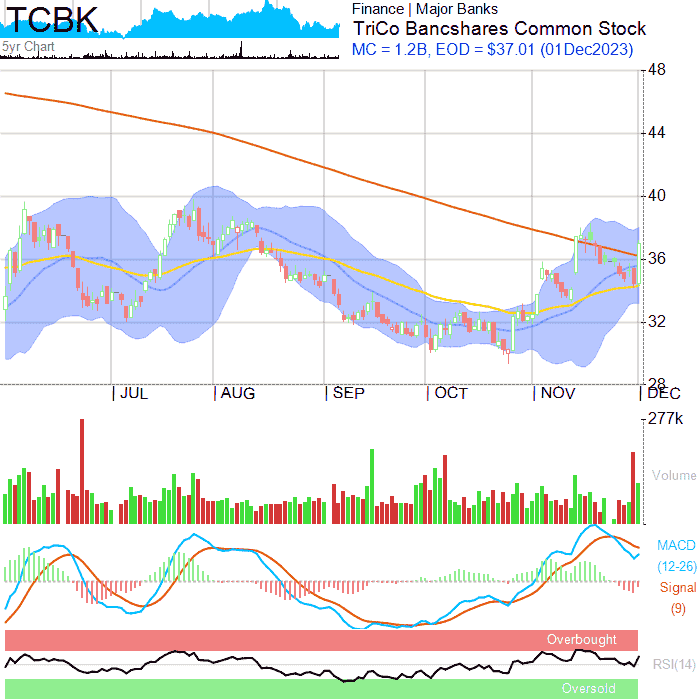 TCBK
Finance | Major Banks
TriCo Bancshares Common Stock
MC = 1.2B, EOD = $37.01 (01Dec2023)
5yr Chart
48
44
40
36
32
28
| JUL | AUG | SEP | OCT | NOV | DEC
277k
Volume
MACD
(12-26)
Signal
(9)
Overbought
RSI(14)
Oversold